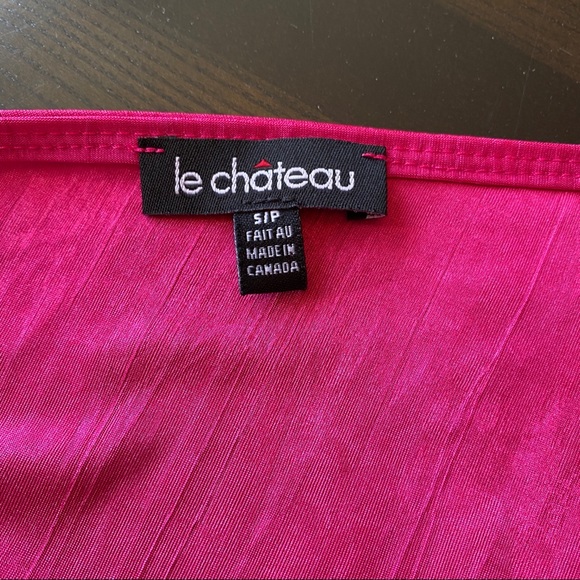 le château
S/P
FAIT AU
MADE IN
CANADA